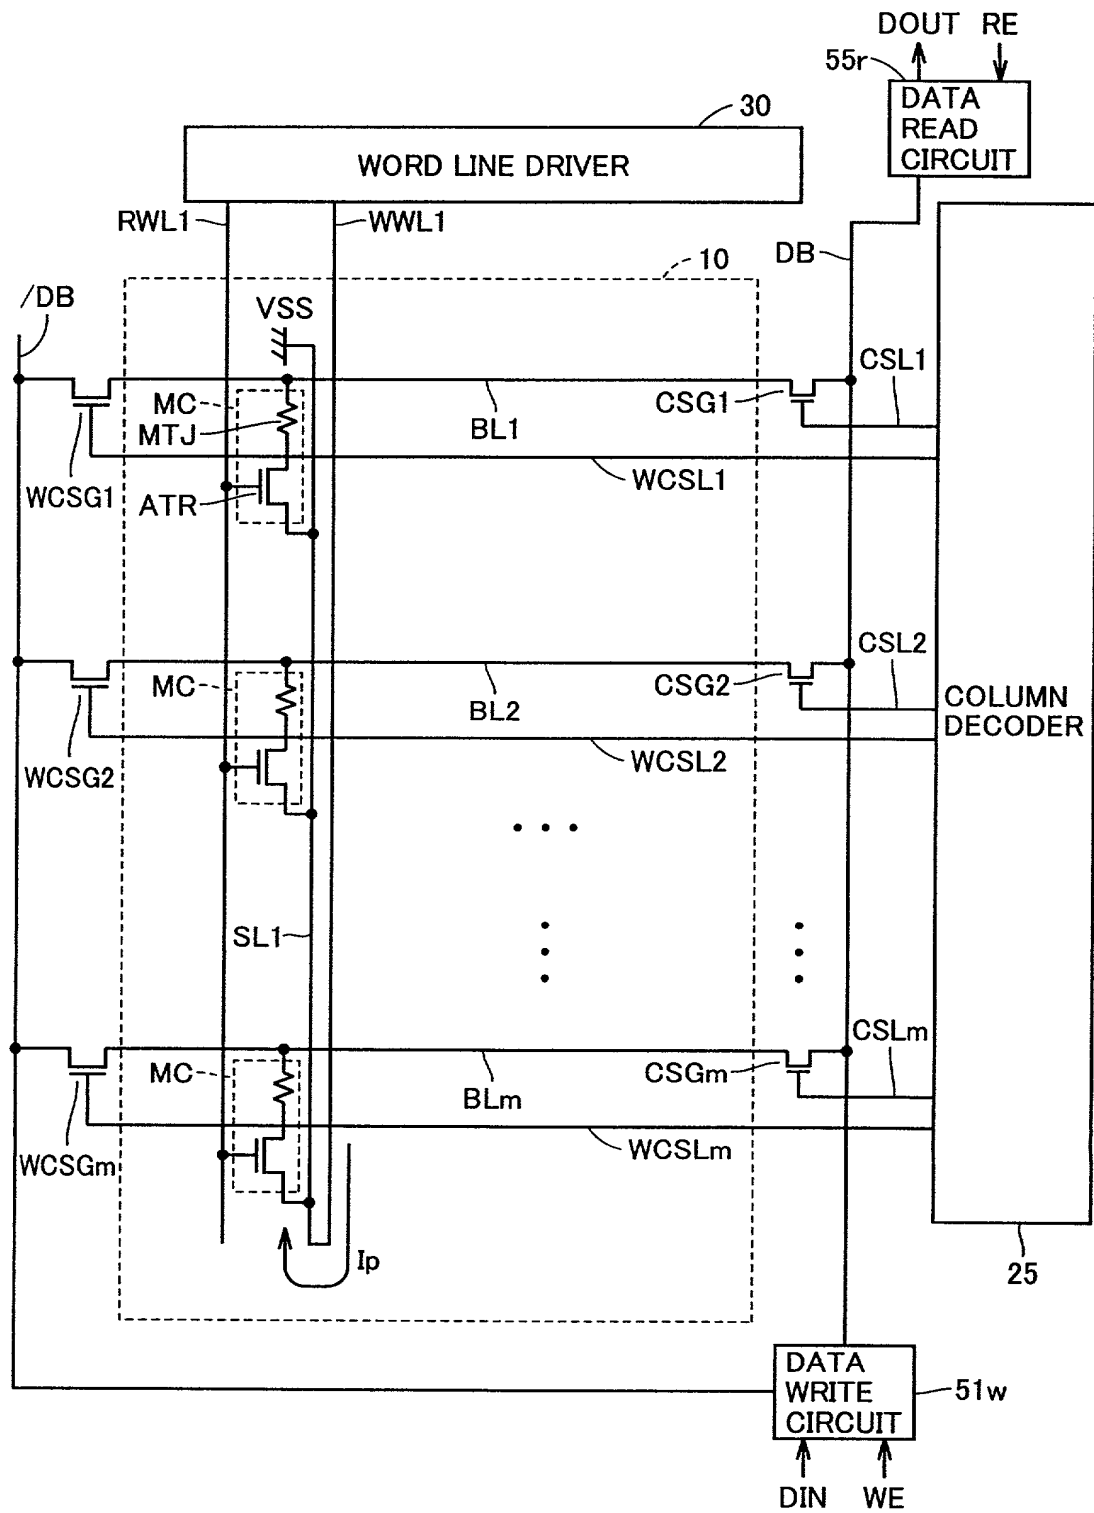 DOUT RE
55r
DATA
READ
CIRCUIT
30
WORD LINE DRIVER
RWL1
WWL1
DB
10
/DB
VSS
CSL1
MC
MTJ
BL1
CSG1
WCSL1
WCSG1
ATR
CSL2
MC
CSG2
BL2
COLUMN
DECODER
WCSL2
WCSG2
SL1
CSLm
MC
CSGm
BLm
WCSLm
WCSGm
Ip
25
DATA
WRITE
CIRCUIT
51w
DIN WE